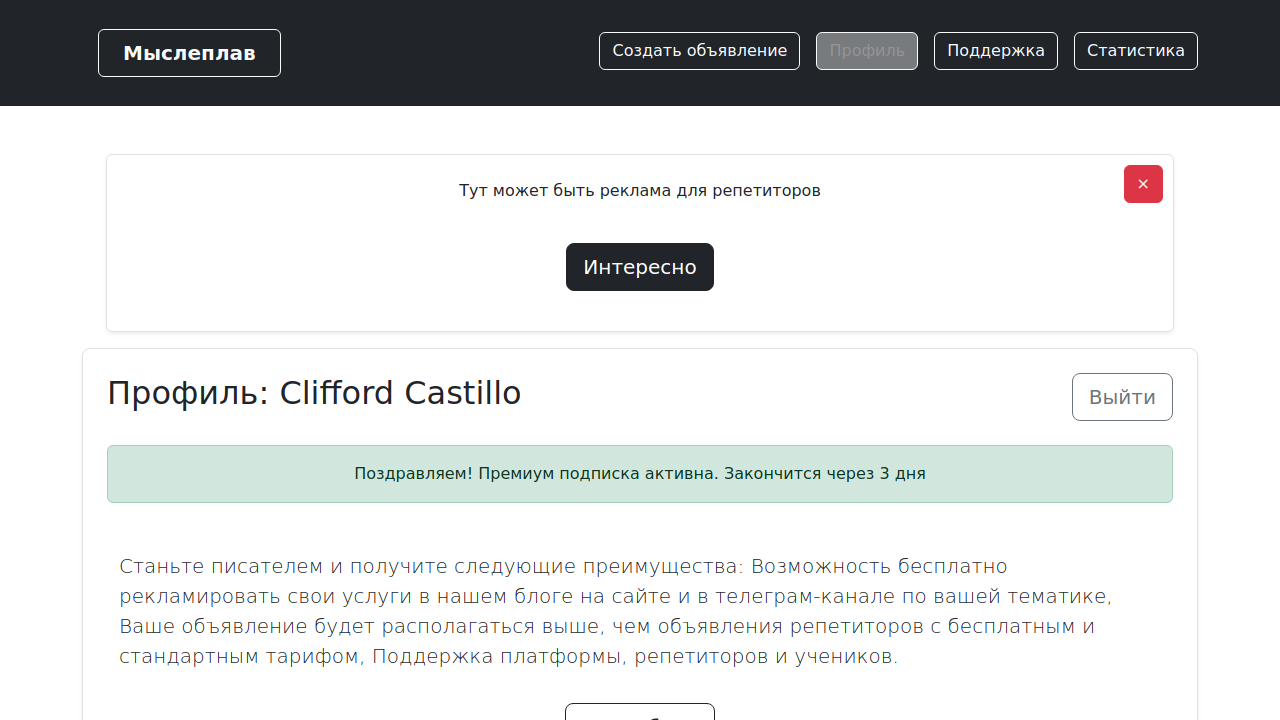 Мыслеплав
Создать объявление
Профиль
Поддержка
Статистика
Тут может быть реклама для репетиторов
×
Интересно
Профиль: Clifford Castillo
Выйти
Поздравляем! Премиум подписка активна. Закончится через 3 дня
Станьте писателем и получите следующие преимущества: Возможность бесплатно
рекламировать свои услуги в нашем блоге на сайте и в телеграм-канале по вашей тематике,
Ваше объявление будет располагаться выше, чем объявления репетиторов с бесплатным и
стандартным тарифом, Поддержка платформы, репетиторов и учеников.